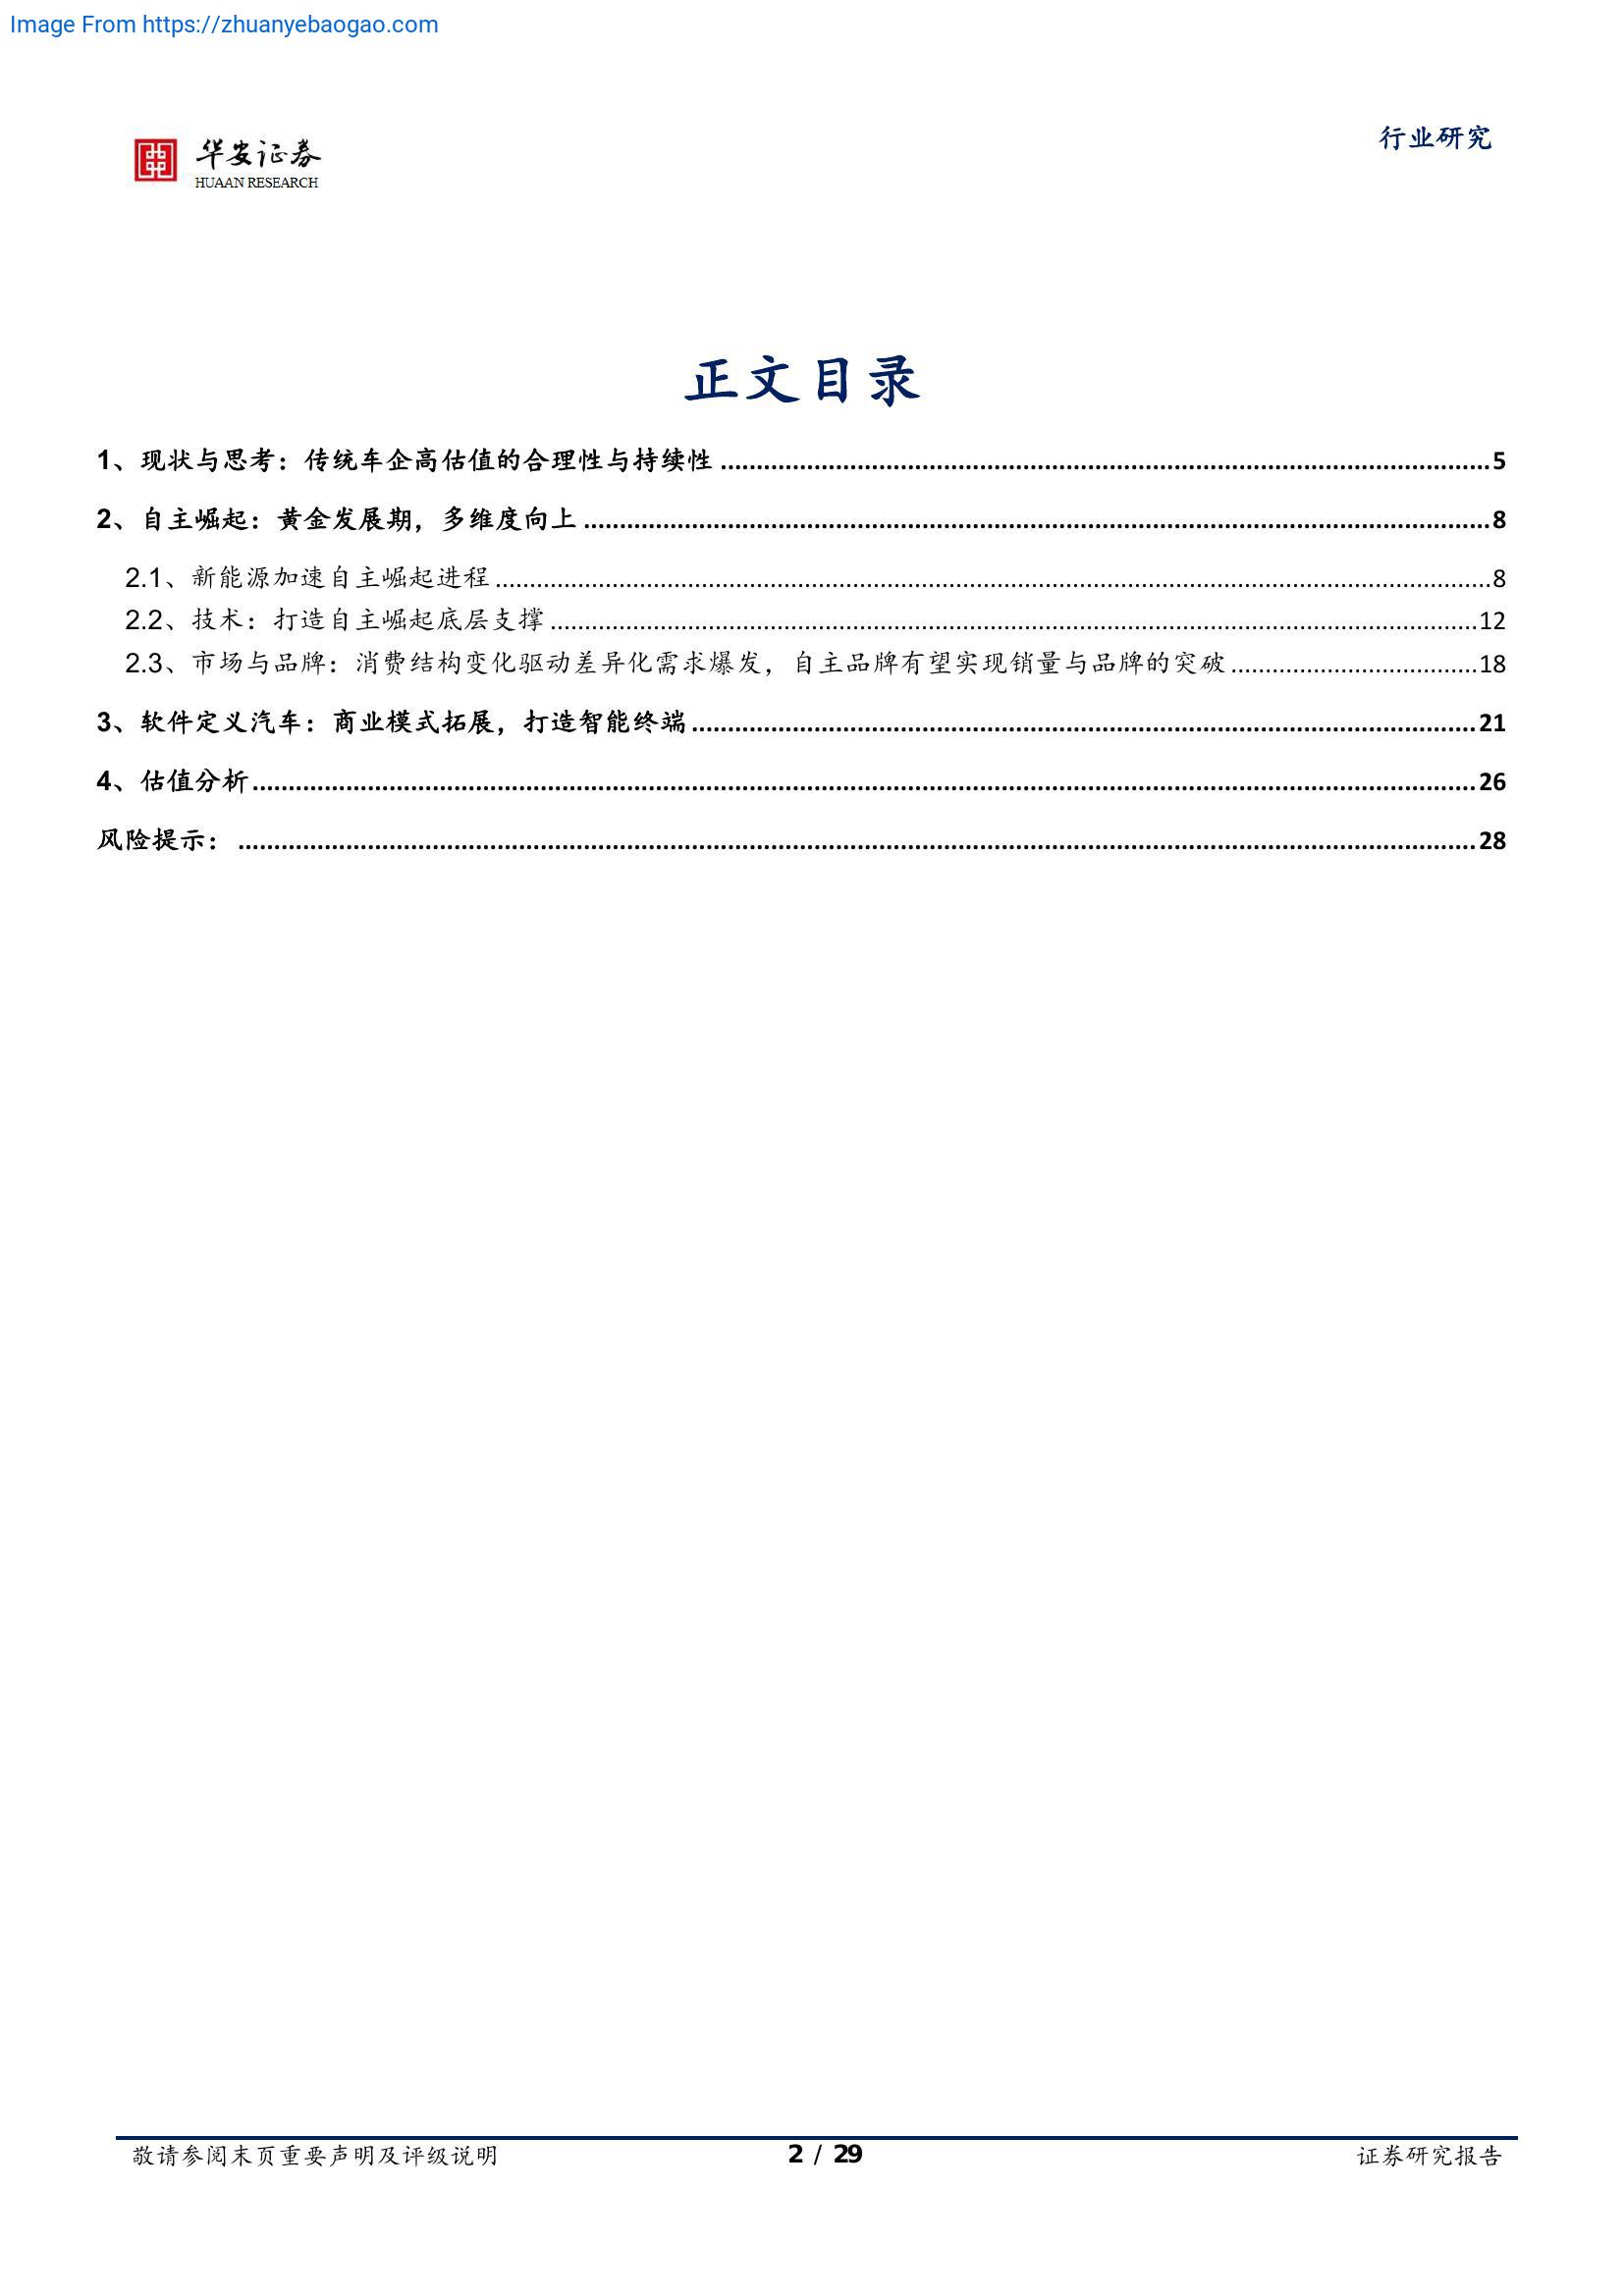 Image From https://zhuanyebaogao.com
华安证券
HUAAN RESEARCH
行业研究
正文目录
1、现状与思考：传统车企高估值的合理性与持续性 5
2、自主崛起：黄金发展期，多维度向上 8
2.1、新能源加速自主崛起进程 8
2.2、技术：打造自主崛起底层支撑 12
2.3、市场与品牌：消费结构变化驱动差异化需求爆发，自主品牌有望实现销量与品牌的突破 18
3、软件定义汽车：商业模式拓展，打造智能终端 21
4、估值分析 26
风险提示： 28
敬请参阅末页重要声明及评级说明 2 / 29 证券研究报告